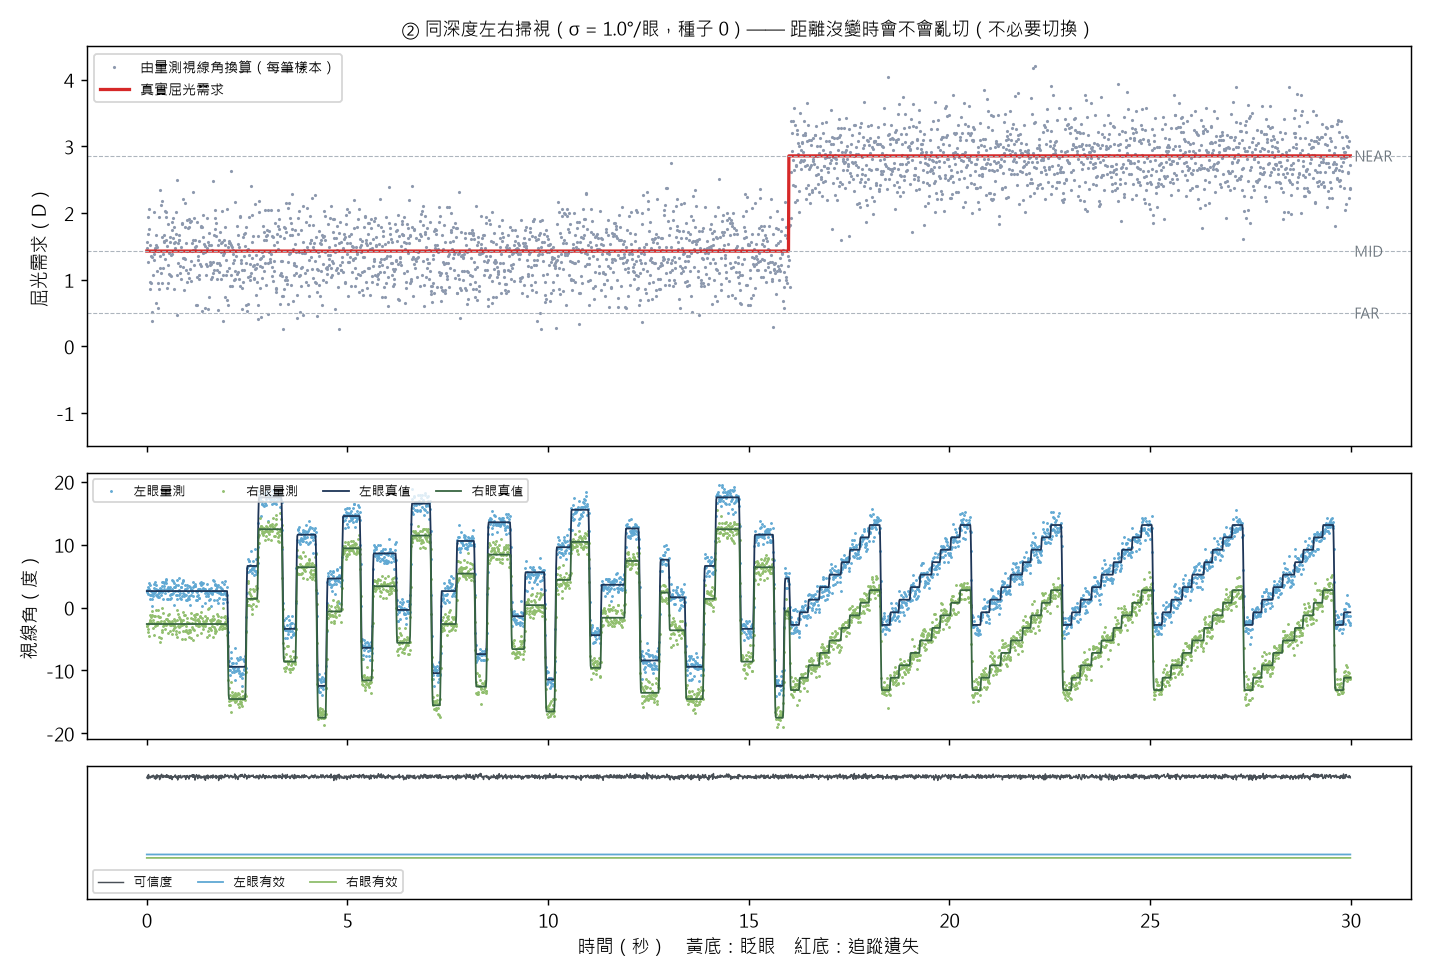 ② 同深度左右掃視（σ = 1.0°/眼，種子 0）—— 距離沒變時會不會亂切（不必要切換）
由量測視線角換算（每筆樣本）
真實屈光需求
屈光需求（D）
4
3
2
1
0
-1
NEAR
MID
FAR
左眼量測 右眼量測 左眼真值 右眼真值
視線角（度）
20
10
0
-10
-20
可信度 左眼有效 右眼有效
0 5 10 15 20 25 30
時間（秒） 黃底：眨眼 紅底：追蹤遺失